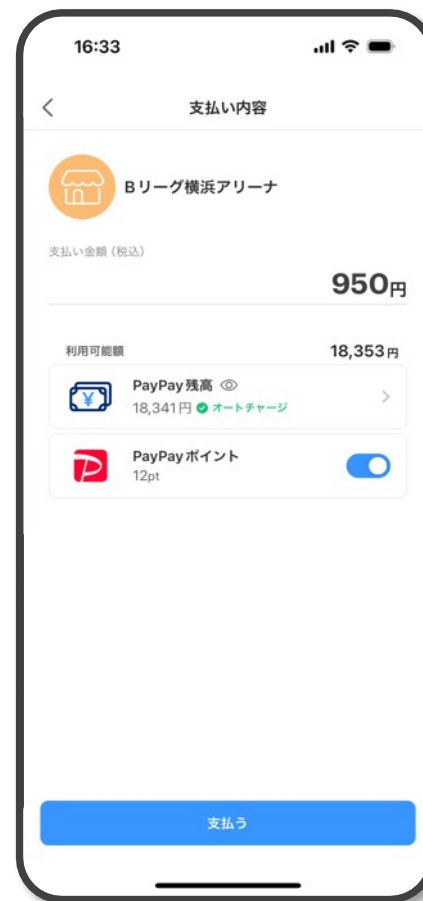 16:33
支払い内容
Bリーグ横浜アリーナ
支払い金額 (税込)
950円
利用可能額 18,353円
PayPay残高
18,341円 オートチャージ
PayPayポイント
12pt
支払う